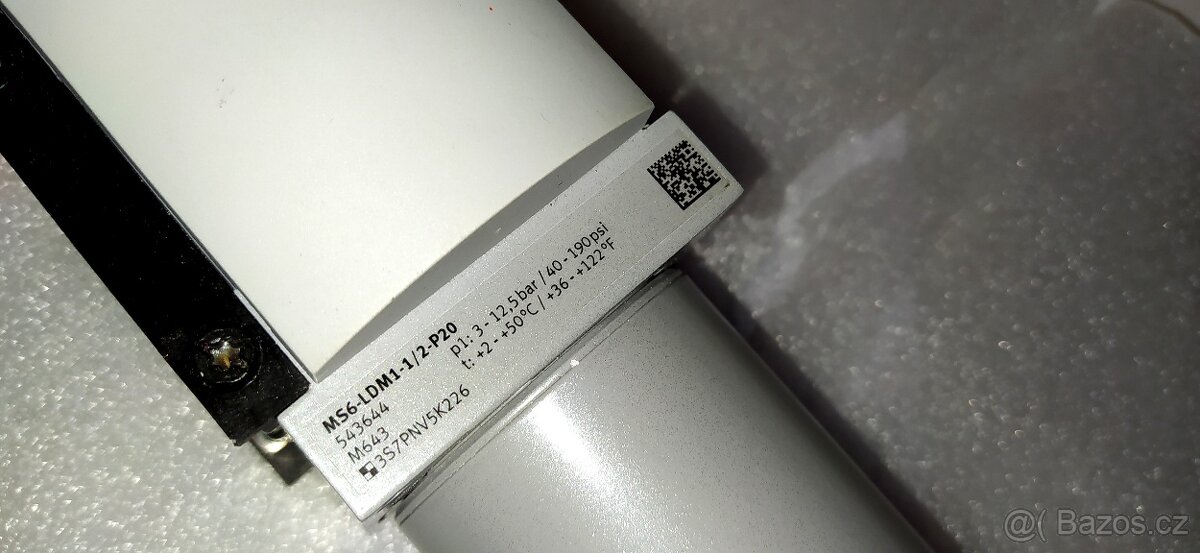 MS6-LDM1-1/2-P20
543644
M643
3S7PNV5K226
p1: 3 - 12,5bar / 40 - 190psi
t: +2 - +50°C / +36 - +122°F
@( Bazos.cz